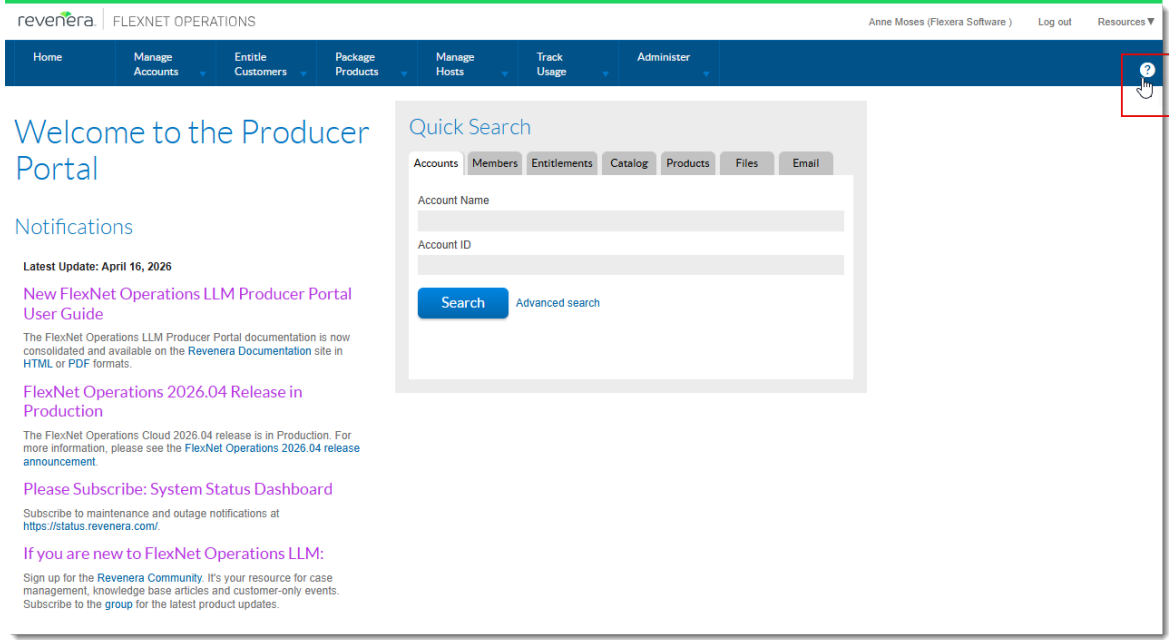 revenera. FLEXNET OPERATIONS
Anne Moses (Flexera Software ) Log out Resources ▼
Home Manage Accounts Entitle Customers Package Products Manage Hosts Track Usage Administer
?
Welcome to the Producer
Portal
Notifications
Latest Update: April 16, 2026
New FlexNet Operations LLM Producer Portal
User Guide
The FlexNet Operations LLM Producer Portal documentation is now
consolidated and available on the Revenera Documentation site in
HTML or PDF formats.
FlexNet Operations 2026.04 Release in
Production
The FlexNet Operations Cloud 2026.04 release is in Production. For
more information, please see the FlexNet Operations 2026.04 release
announcement.
Please Subscribe: System Status Dashboard
Subscribe to maintenance and outage notifications at
https://status.revenera.com/.
If you are new to FlexNet Operations LLM:
Sign up for the Revenera Community. It's your resource for case
management, knowledge base articles and customer-only events.
Subscribe to the group for the latest product updates.
Quick Search
Accounts Members Entitlements Catalog Products Files Email
Account Name
Account ID
Search Advanced search